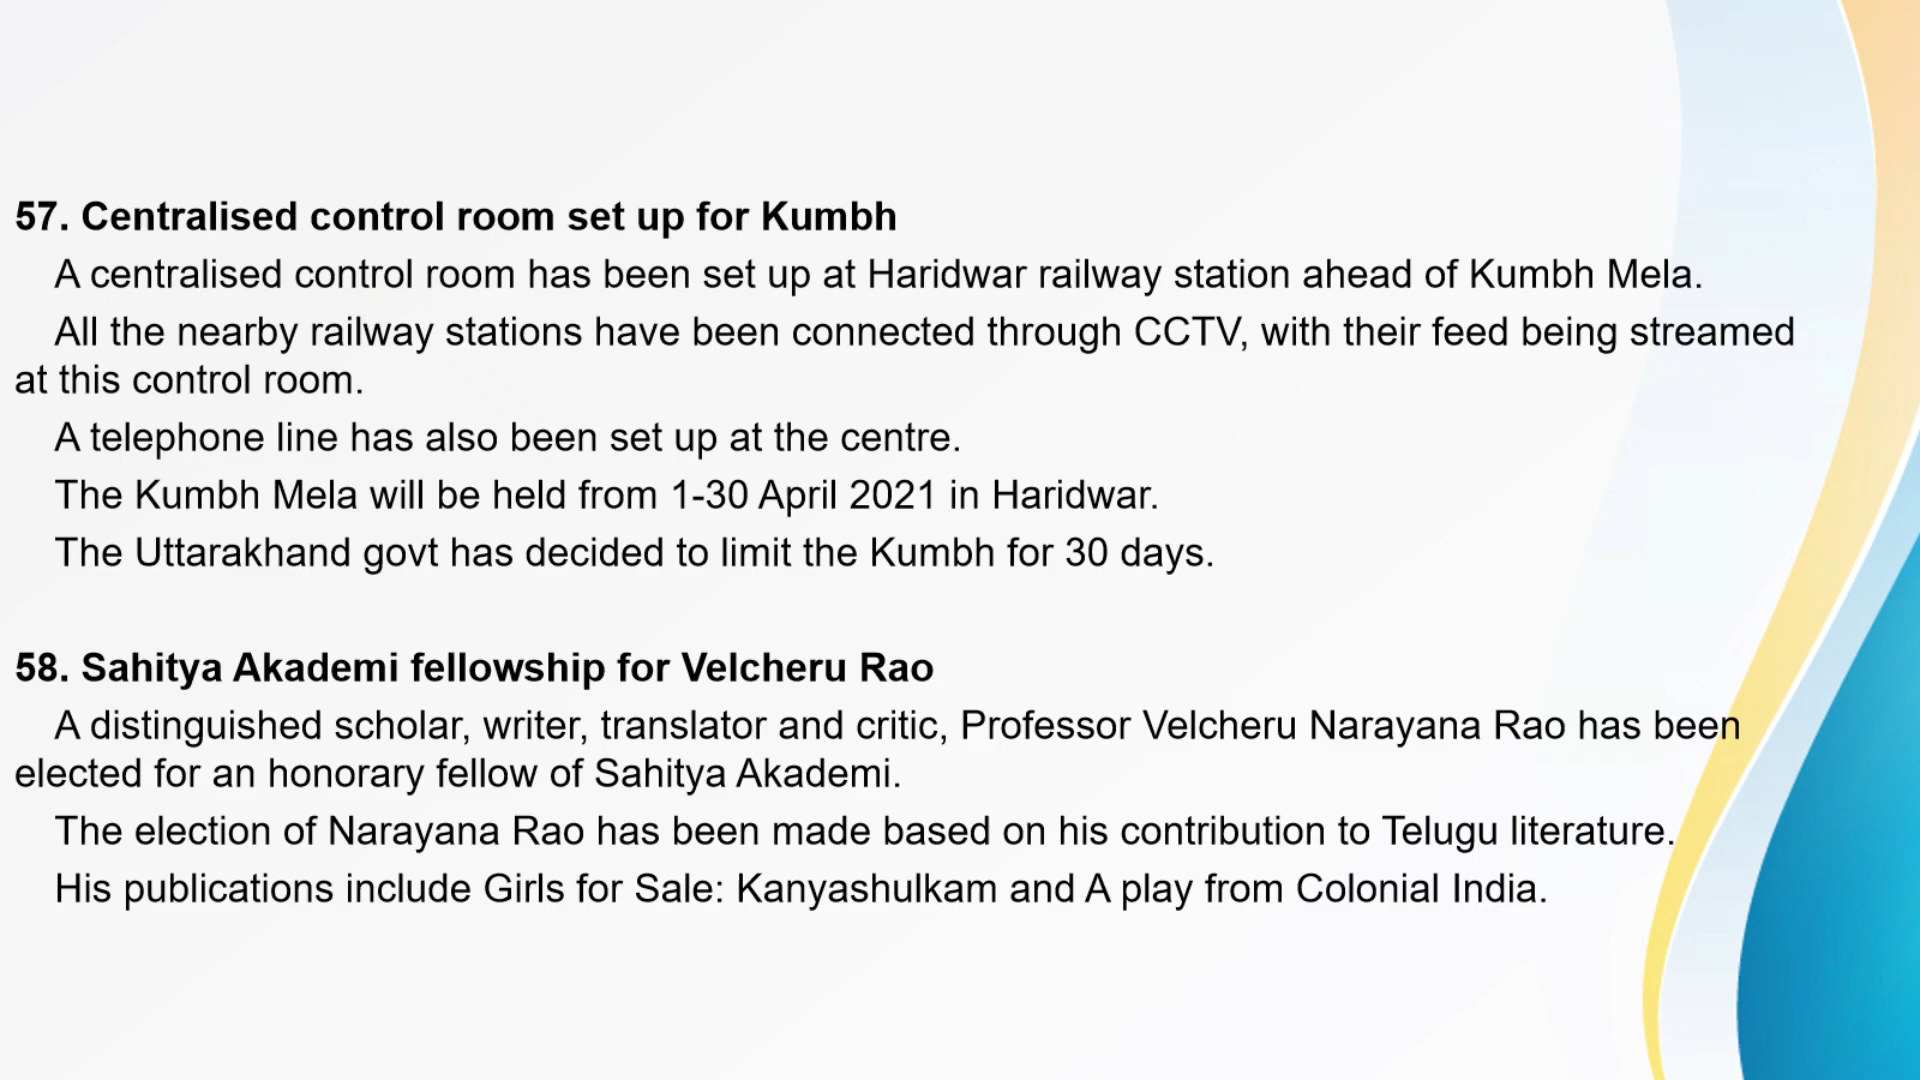 57. Centralised control room set up for Kumbh
A centralised control room has been set up at Haridwar railway station ahead of Kumbh Mela.
All the nearby railway stations have been connected through CCTV, with their feed being streamed
at this control room.
A telephone line has also been set up at the centre.
The Kumbh Mela will be held from 1-30 April 2021 in Haridwar.
The Uttarakhand govt has decided to limit the Kumbh for 30 days.
58. Sahitya Akademi fellowship for Velcheru Rao
A distinguished scholar, writer, translator and critic, Professor Velcheru Narayana Rao has been
elected for an honorary fellow of Sahitya Akademi.
The election of Narayana Rao has been made based on his contribution to Telugu literature.
His publications include Girls for Sale: Kanyashulkam and A play from Colonial India.